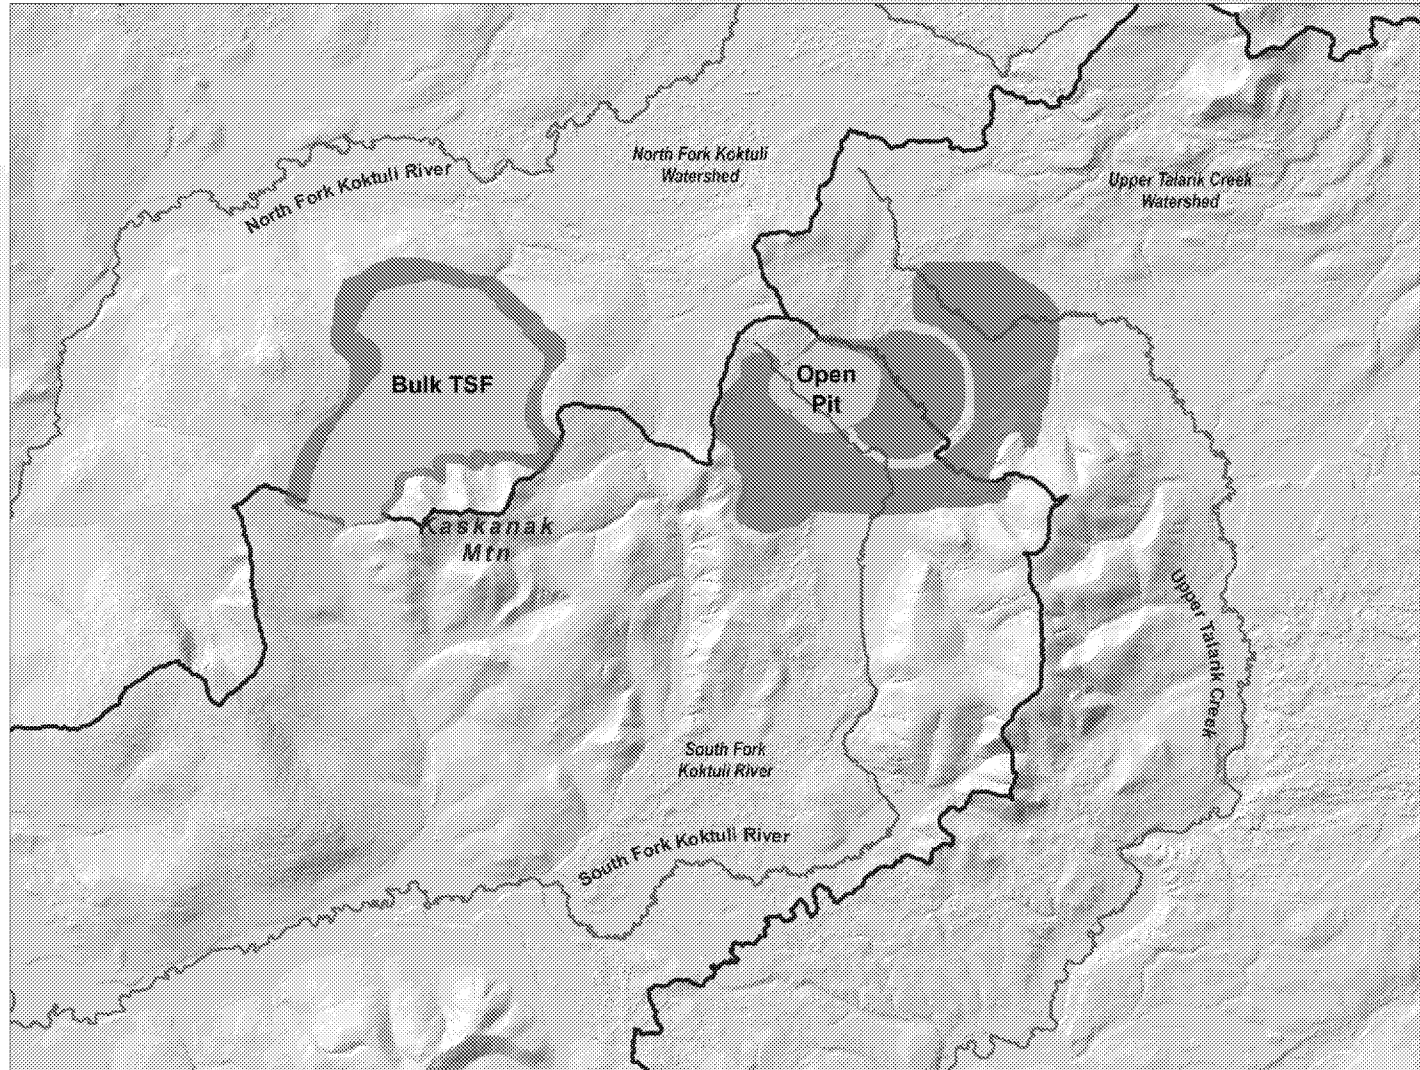 North Fork Koktuli
Watershed
Upper Talarik Creek
Watershed
North Fork Koktuli River
Bulk TSF
Open
Pit
Kaskanak
Mtn
Upper Talarik Creek
South Fork
Koktuli River
South Fork Koktuli River